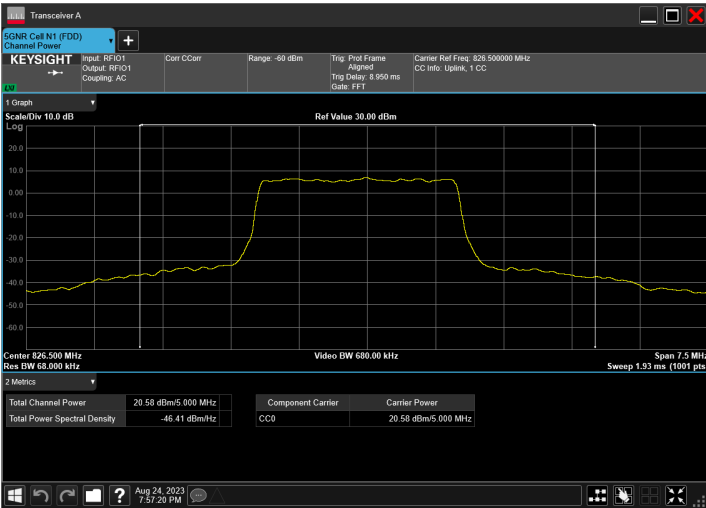 Transceiver A
5GNR Cell N1 (FDD)
Channel Power
KEYSIGHT
LXI
Input: RFIO1
Output: RFIO1
Coupling: AC
Corr CCorr
Range: -60 dBm
Trig: Prot Frame
Aligned
Trig Delay: 8.950 ms
Gate: FFT
Carrier Ref Freq: 826.500000 MHz
CC Info: Uplink, 1 CC
1 Graph
Scale/Div 10.0 dB
Ref Value 30.00 dBm
Log
20.0
10.0
0.00
-10.0
-20.0
-30.0
-40.0
-50.0
-60.0
Center 826.500 MHz
Video BW 680.00 kHz
Span 7.5 MHz
Res BW 68.000 kHz
Sweep 1.93 ms (1001 pts
2 Metrics
Total Channel Power 20.58 dBm/5.000 MHz
Total Power Spectral Density -46.41 dBm/Hz
Component Carrier Carrier Power
CC0 20.58 dBm/5.000 MHz
?
Aug 24, 2023
7:57:20 PM